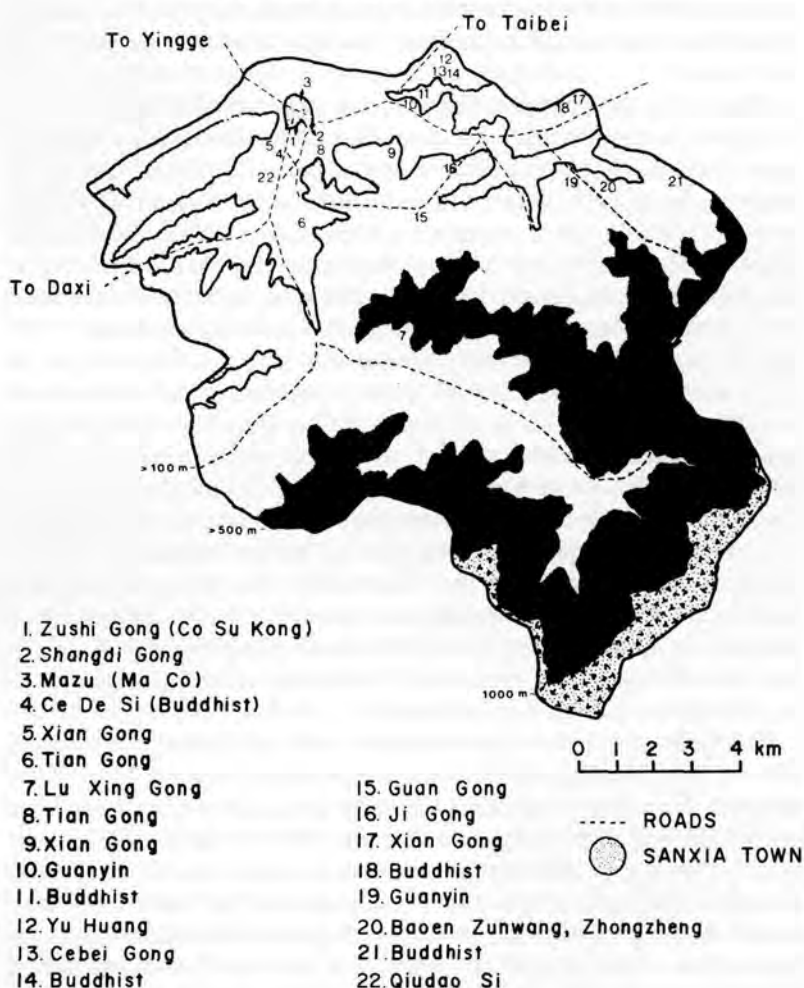 To Yingge
To Taibei
3
12
13 14
11
10
18 17
2
5
4
8
9
22
16
19
20
21
6
15
To Daxi
7
>100 m
>500 m
1000 m
1. Zushi Gong (Co Su Kong)
2. Shangdi Gong
3. Mazu (Ma Co)
4. Ce De Si (Buddhist)
5. Xian Gong
6. Tian Gong
7. Lu Xing Gong
8. Tian Gong
9. Xian Gong
10. Guanyin
11. Buddhist
12. Yu Huang
13. Cebei Gong
14. Buddhist
15. Guan Gong
16. Ji Gong
17. Xian Gong
18. Buddhist
19. Guanyin
20. Baoen Zunwang, Zhongzheng
21. Buddhist
22. Qiudao Si
0 1 2 3 4 km
ROADS
SANXIA TOWN